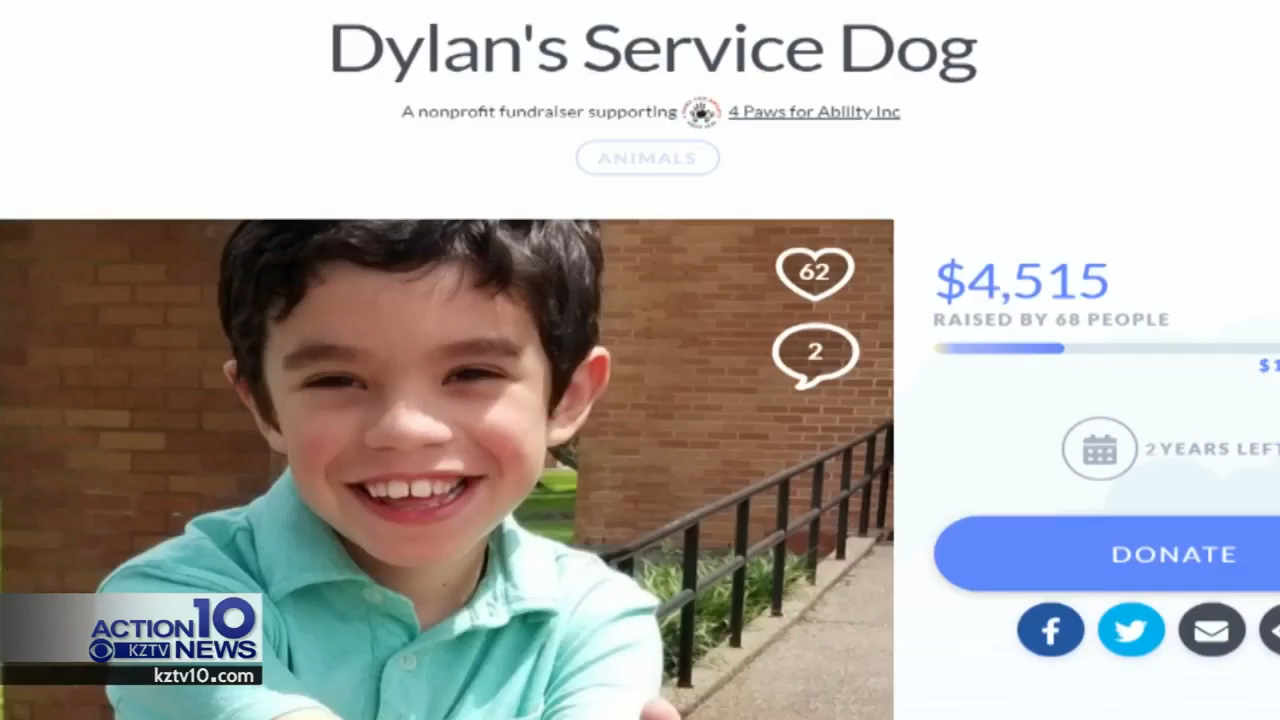 Dylan's Service Dog
A nonprofit fundraiser supporting 4 Paws for Ability Inc
ANIMALS
62
2
$4,515
RAISED BY 68 PEOPLE
$1
2 YEARS LEFT
DONATE
ACTION 10
KZTV NEWS
kztv10.com